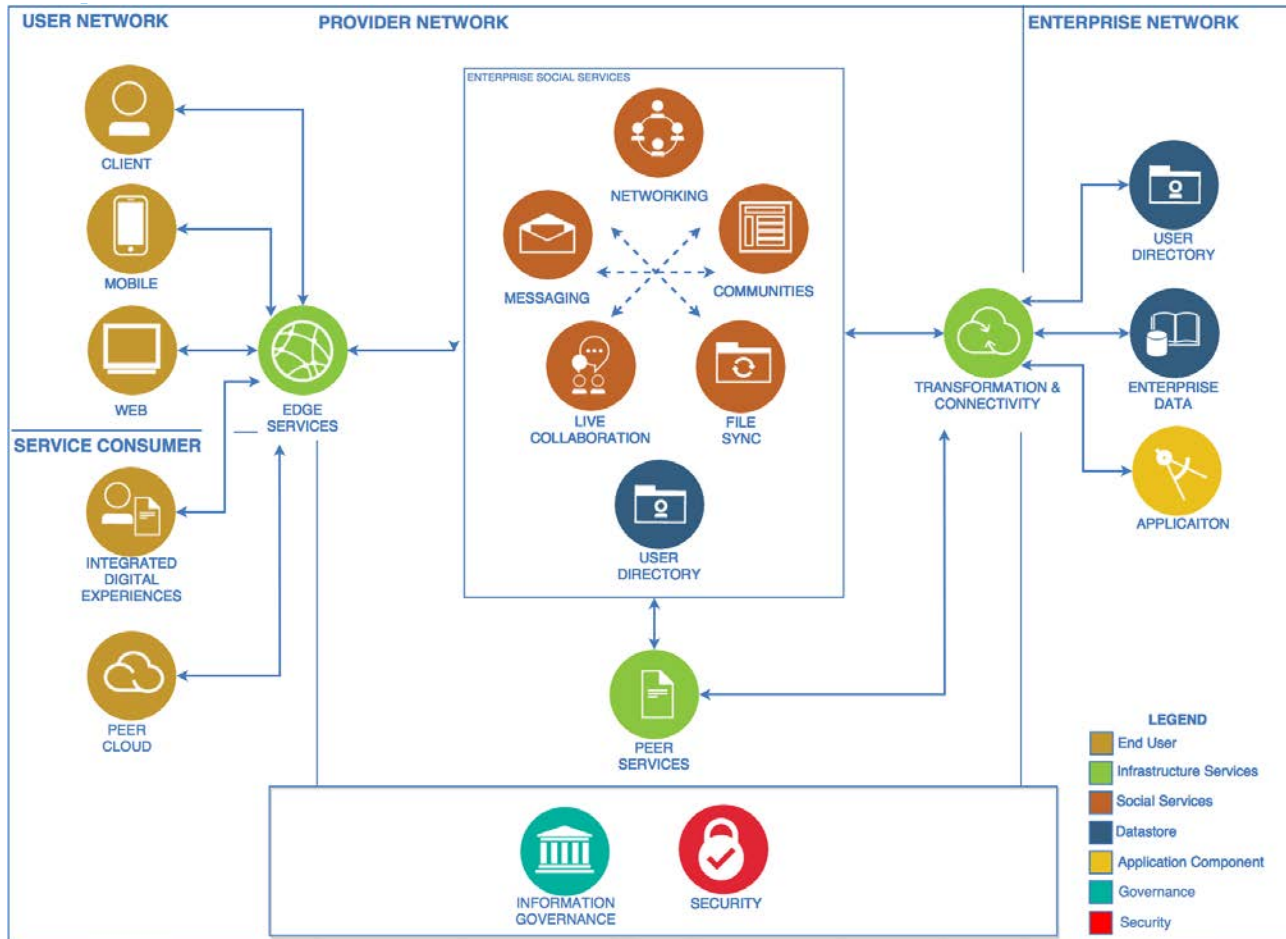 USER NETWORK
PROVIDER NETWORK
ENTERPRISE NETWORK
ENTERPRISE SOCIAL SERVICES
CLIENT
MOBILE
WEB
EDGE
SERVICES
SERVICE CONSUMER
INTEGRATED
DIGITAL
EXPERIENCES
PEER
CLOUD
NETWORKING
MESSAGING
COMMUNITIES
LIVE
COLLABORATION
FILE
SYNC
USER
DIRECTORY
PEER
SERVICES
TRANSFORMATION &
CONNECTIVITY
USER
DIRECTORY
ENTERPRISE
DATA
APPLICAITON
INFORMATION
GOVERNANCE
SECURITY
LEGEND
End User
Infrastructure Services
Social Services
Datastore
Application Component
Governance
Security